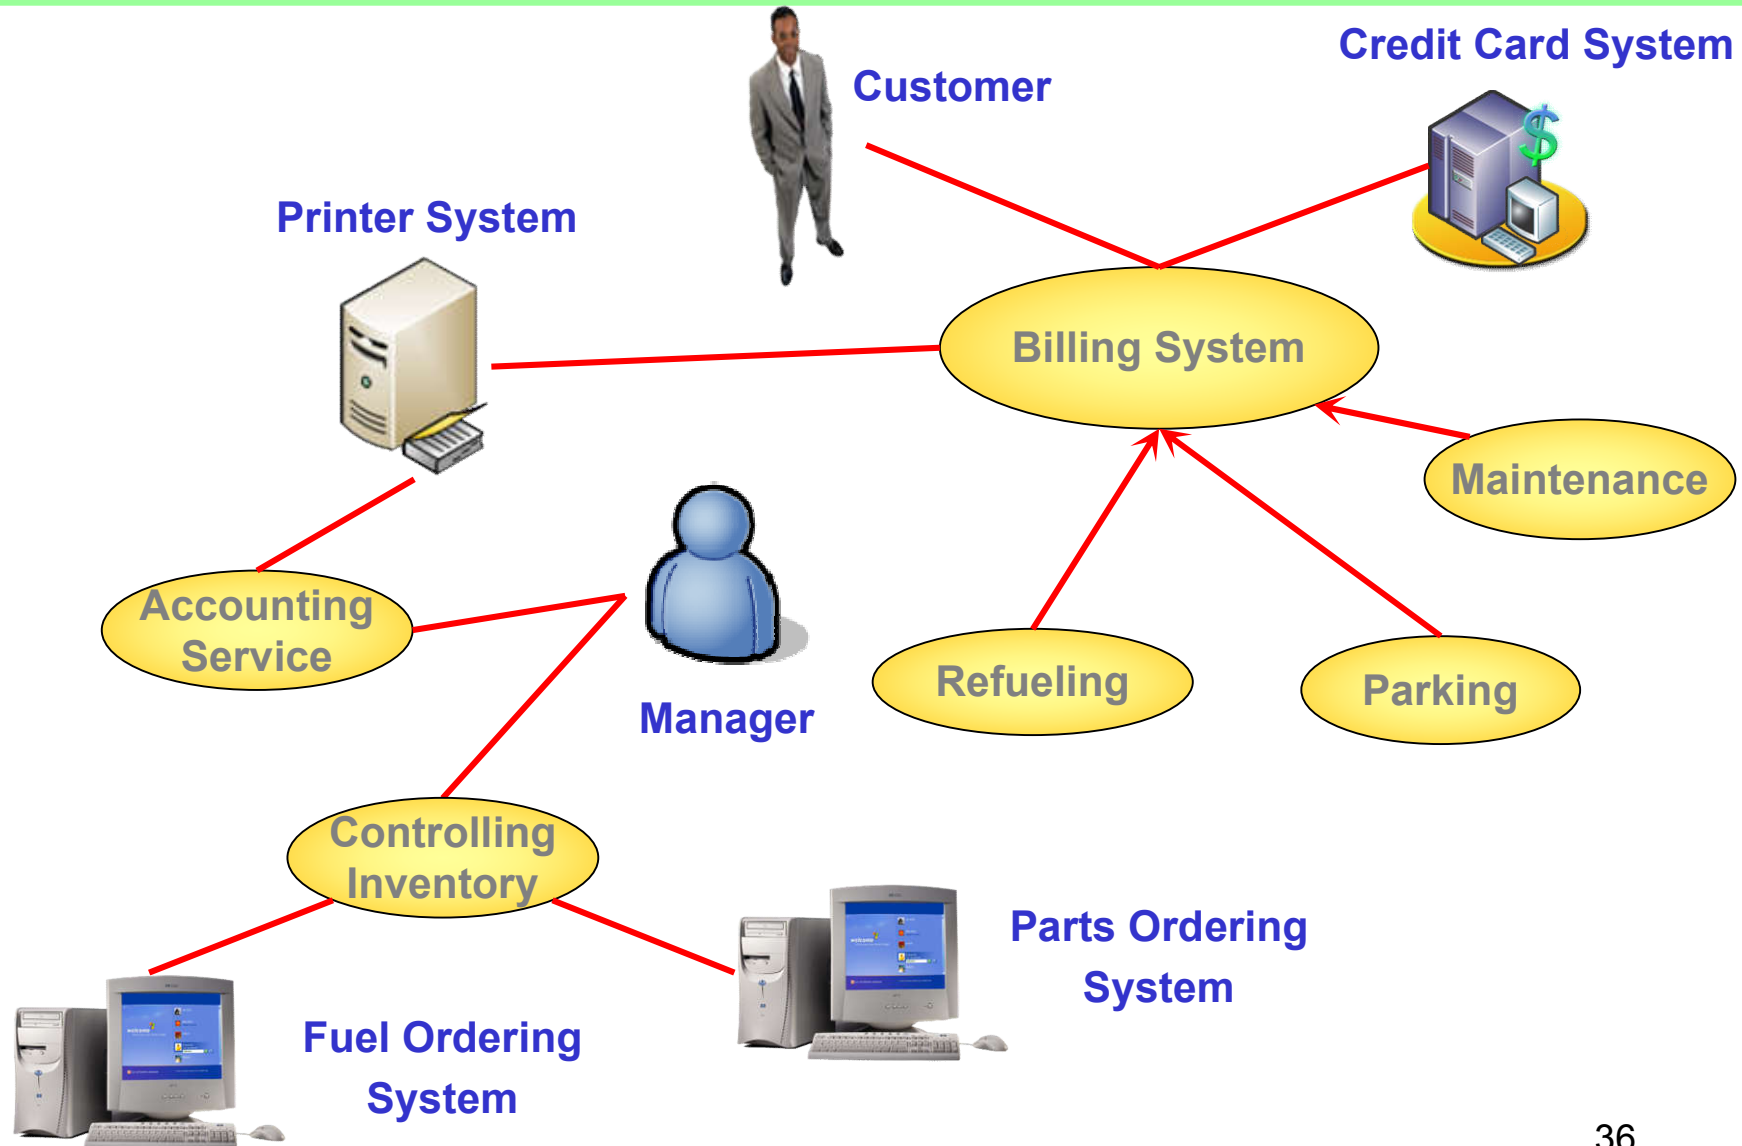 Credit Card System
Customer
Printer System
Billing System
Maintenance
Accounting
Service
Refueling
Parking
Manager
Controlling
Inventory
Parts Ordering
System
Fuel Ordering
System
36